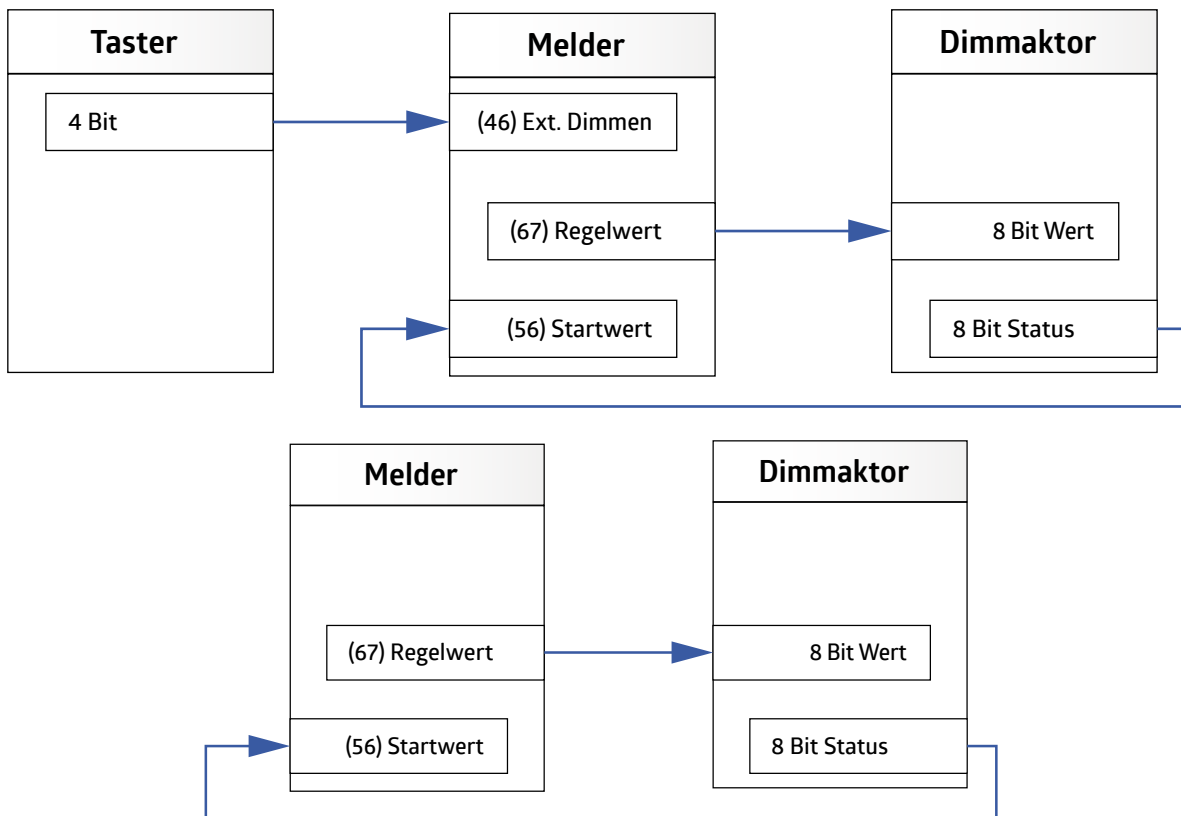 Taster
Melder
Dimmaktor
4 Bit
(46) Ext. Dimmen
(67) Regelwert
8 Bit Wert
(56) Startwert
8 Bit Status
Melder
Dimmaktor
(67) Regelwert
8 Bit Wert
(56) Startwert
8 Bit Status